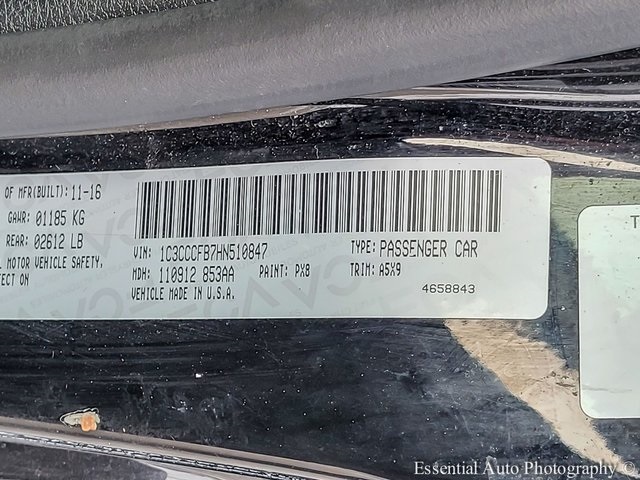 OF MFR(BUILT): 11-16
GAWR: 01185 KG
REAR: 02612 LB
MOTOR VEHICLE SAFETY,
ECT ON
VIN: 1C3CCCFB7HN510847 TYPE: PASSENGER CAR
MDH: 110912 853AA PAINT: PX8 TRIM: A5X9
VEHICLE MADE IN U.S.A.
4658843
T
Essential Auto Photography ©